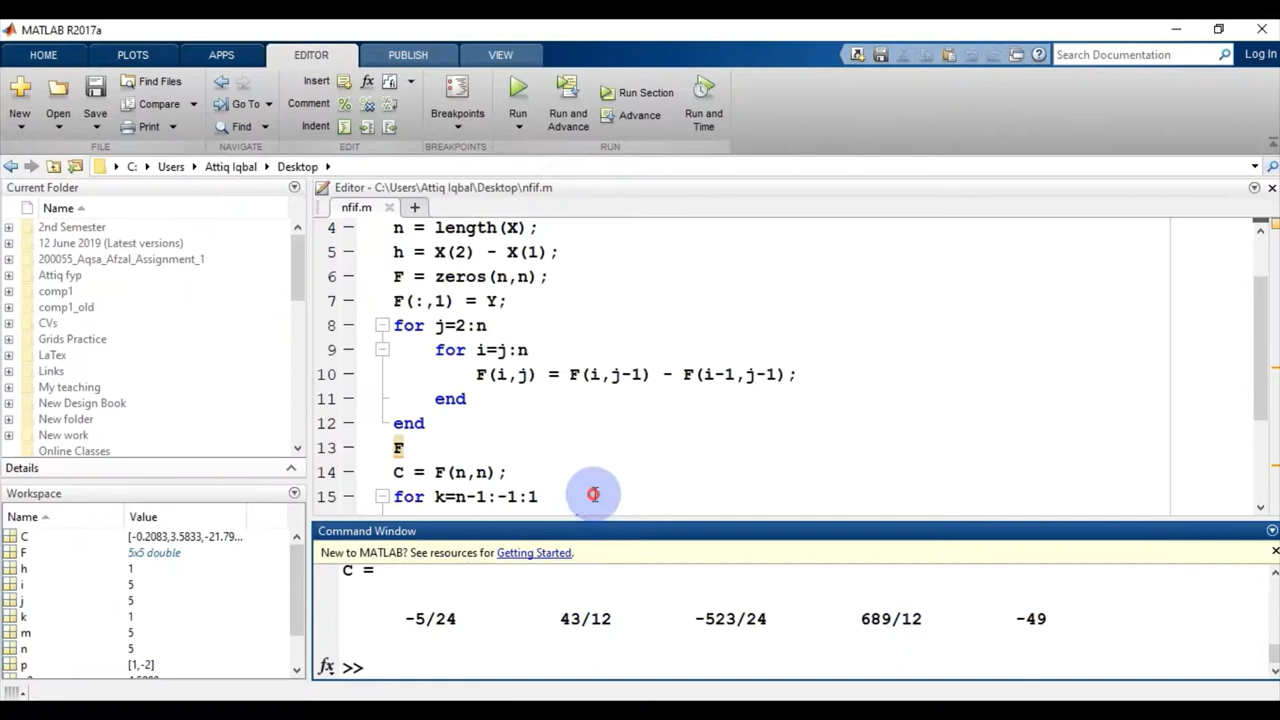 MATLAB R2017a
HOME PLOTS APPS EDITOR PUBLISH VIEW Search Documentation Log In
New Open Save Find Files Compare Print Go To Find Insert Comment Indent fx Breakpoints Run Run and Advance Run Section Advance Run and Time
FILE NAVIGATE EDIT BREAKPOINTS RUN
C: Users Attiq Iqbal Desktop
Current Folder
Name
2nd Semester
12 June 2019 (Latest versions)
200055_Aqsa_Afzal_Assignment_1
Attiq fyp
comp1
comp1_old
CVs
Grids Practice
LaTex
Links
My teaching
New Design Book
New folder
New work
Online Classes
Details
Workspace
Name Value
C [-0.2083,3.5833,-21.79...
F 5x5 double
h 1
i 5
j 5
k 1
m 5
n 5
p [1,-2]
Editor - C:\Users\Attiq Iqbal\Desktop\nfif.m
nfif.m
4 n = length(X);
5 h = X(2) - X(1);
6 F = zeros(n,n);
7 F(:,1) = Y;
8 for j=2:n
9 for i=j:n
10 F(i,j) = F(i,j-1) - F(i-1,j-1);
11 end
12 end
13 F
14 C = F(n,n);
15 for k=n-1:-1:1
Command Window
New to MATLAB? See resources for Getting Started.
C =
-5/24 43/12 -523/24 689/12 -49
fx >>